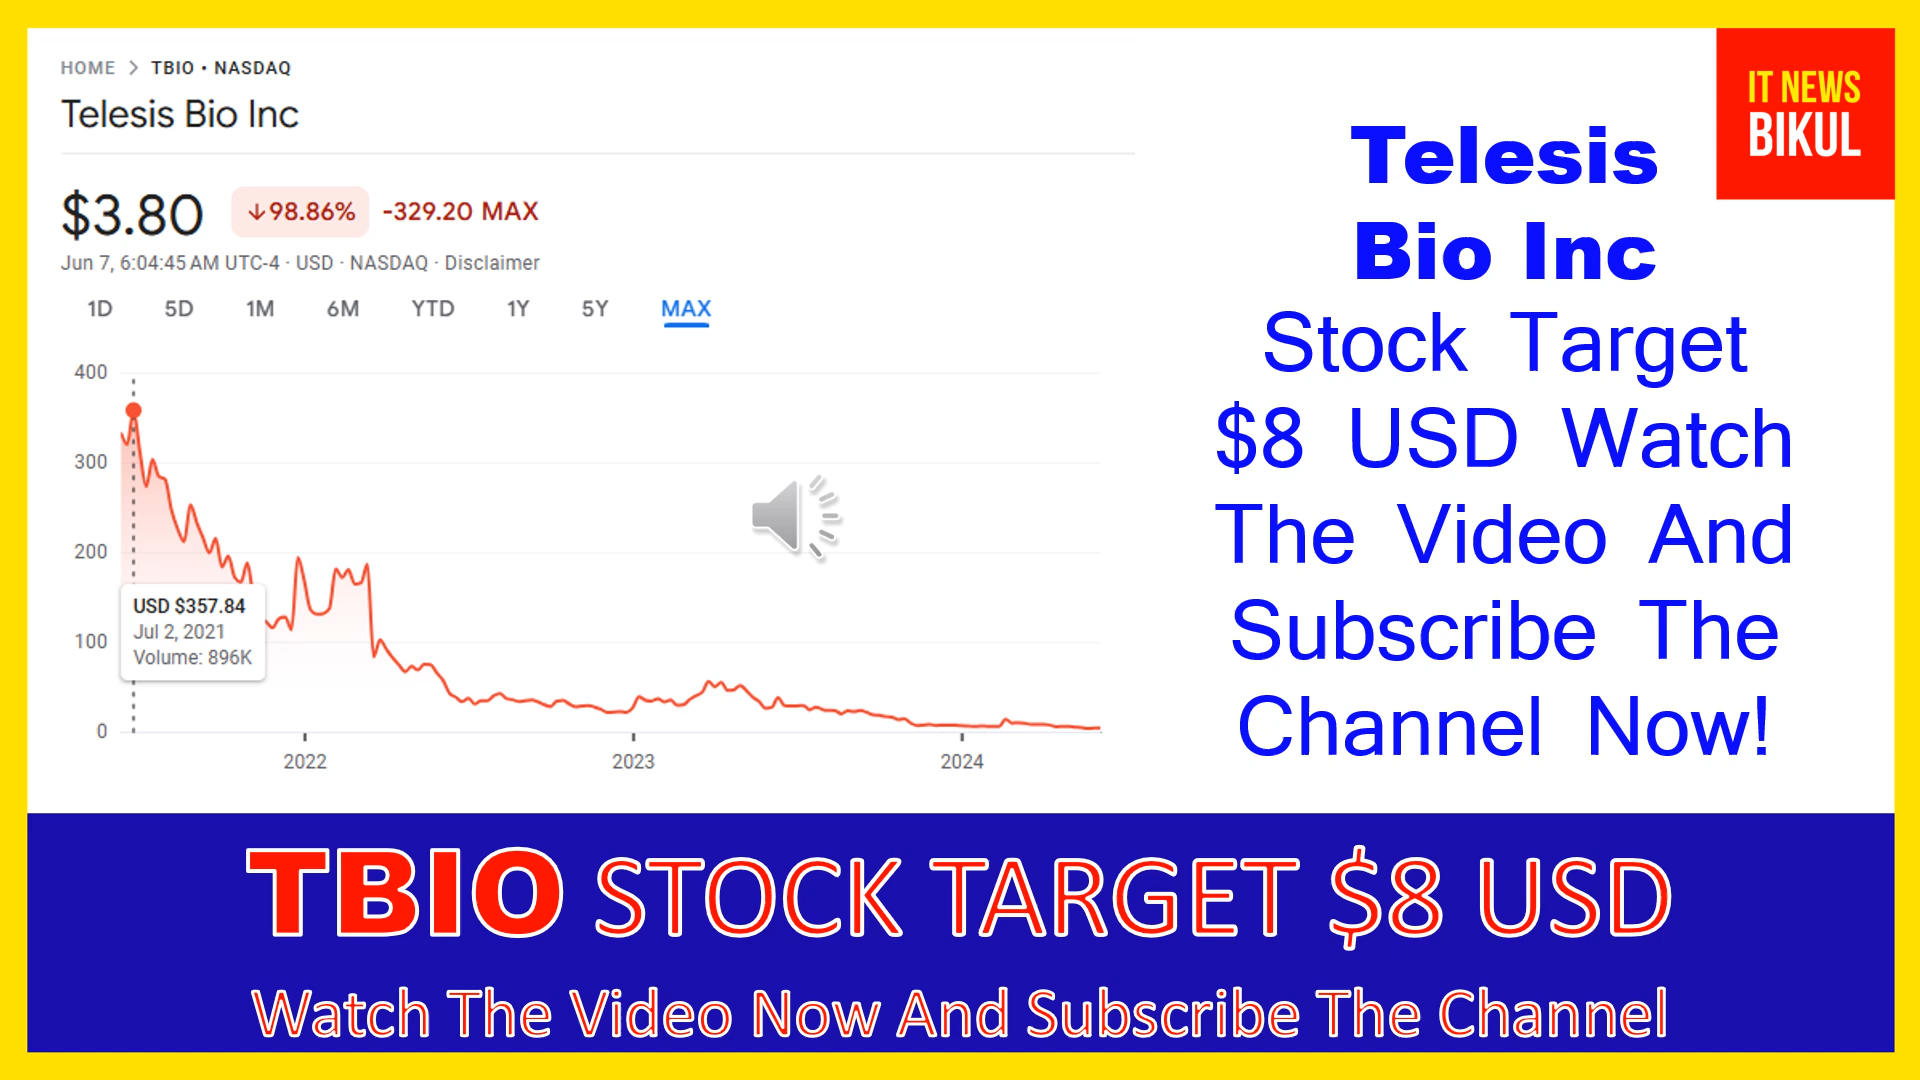 HOME > TBIO • NASDAQ
Telesis Bio Inc
$3.80 ↓98.86% -329.20 MAX
Jun 7, 6:04:45 AM UTC-4 · USD · NASDAQ · Disclaimer
1D 5D 1M 6M YTD 1Y 5Y MAX
400
300
200
100
0
USD $357.84
Jul 2, 2021
Volume: 896K
2022 2023 2024
IT NEWS
BIKUL
Telesis
Bio Inc
Stock Target
$8 USD Watch
The Video And
Subscribe The
Channel Now!
TBIO STOCK TARGET $8 USD
Watch The Video Now And Subscribe The Channel